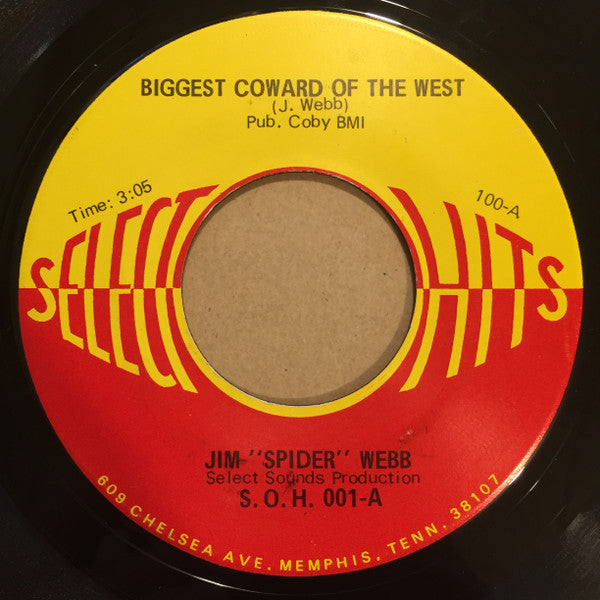 BIGGEST COWARD OF THE WEST
(J. Webb)
Pub. Coby BMI
Time: 3:05
100-A
SELECT HITS
JIM "SPIDER" WEBB
Select Sounds Production
S. O. H. 001-A
609 CHELSEA AVE. MEMPHIS, TENN. 38107